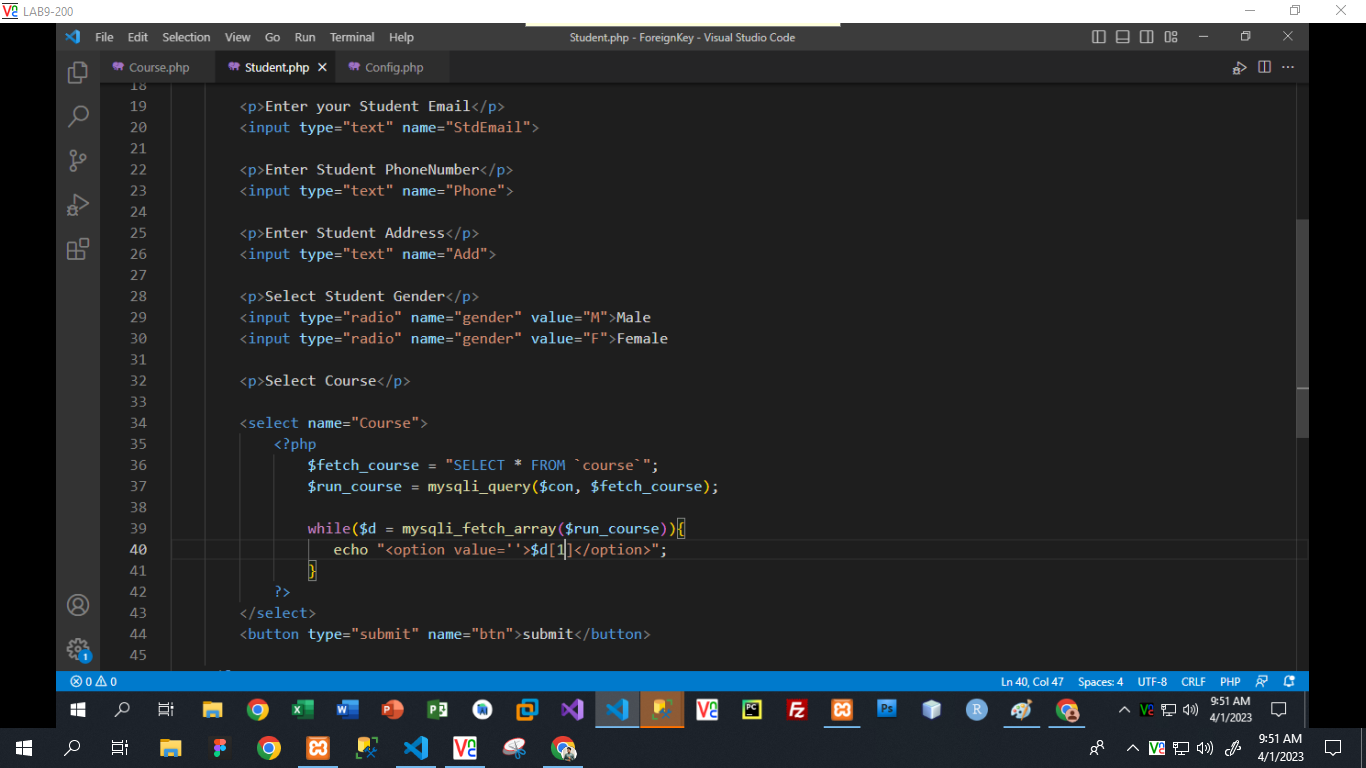 LAB9-200
File Edit Selection View Go Run Terminal Help
Student.php - ForeignKey - Visual Studio Code
Course.php Student.php Config.php
18
19 <p>Enter your Student Email</p>
20 <input type="text" name="StdEmail">
21
22 <p>Enter Student PhoneNumber</p>
23 <input type="text" name="Phone">
24
25 <p>Enter Student Address</p>
26 <input type="text" name="Add">
27
28 <p>Select Student Gender</p>
29 <input type="radio" name="gender" value="M">Male
30 <input type="radio" name="gender" value="F">Female
31
32 <p>Select Course</p>
33
34 <select name="Course">
35 <?php
36 $fetch_course = "SELECT * FROM `course`";
37 $run_course = mysqli_query($con, $fetch_course);
38
39 while($d = mysqli_fetch_array($run_course)){
40 echo "<option value=''>$d[1]</option>";
41 }
42 ?>
43 </select>
44 <button type="submit" name="btn">submit</button>
45
0 0 Ln 40, Col 47 Spaces: 4 UTF-8 CRLF PHP
9:51 AM
4/1/2023
9:51 AM
4/1/2023